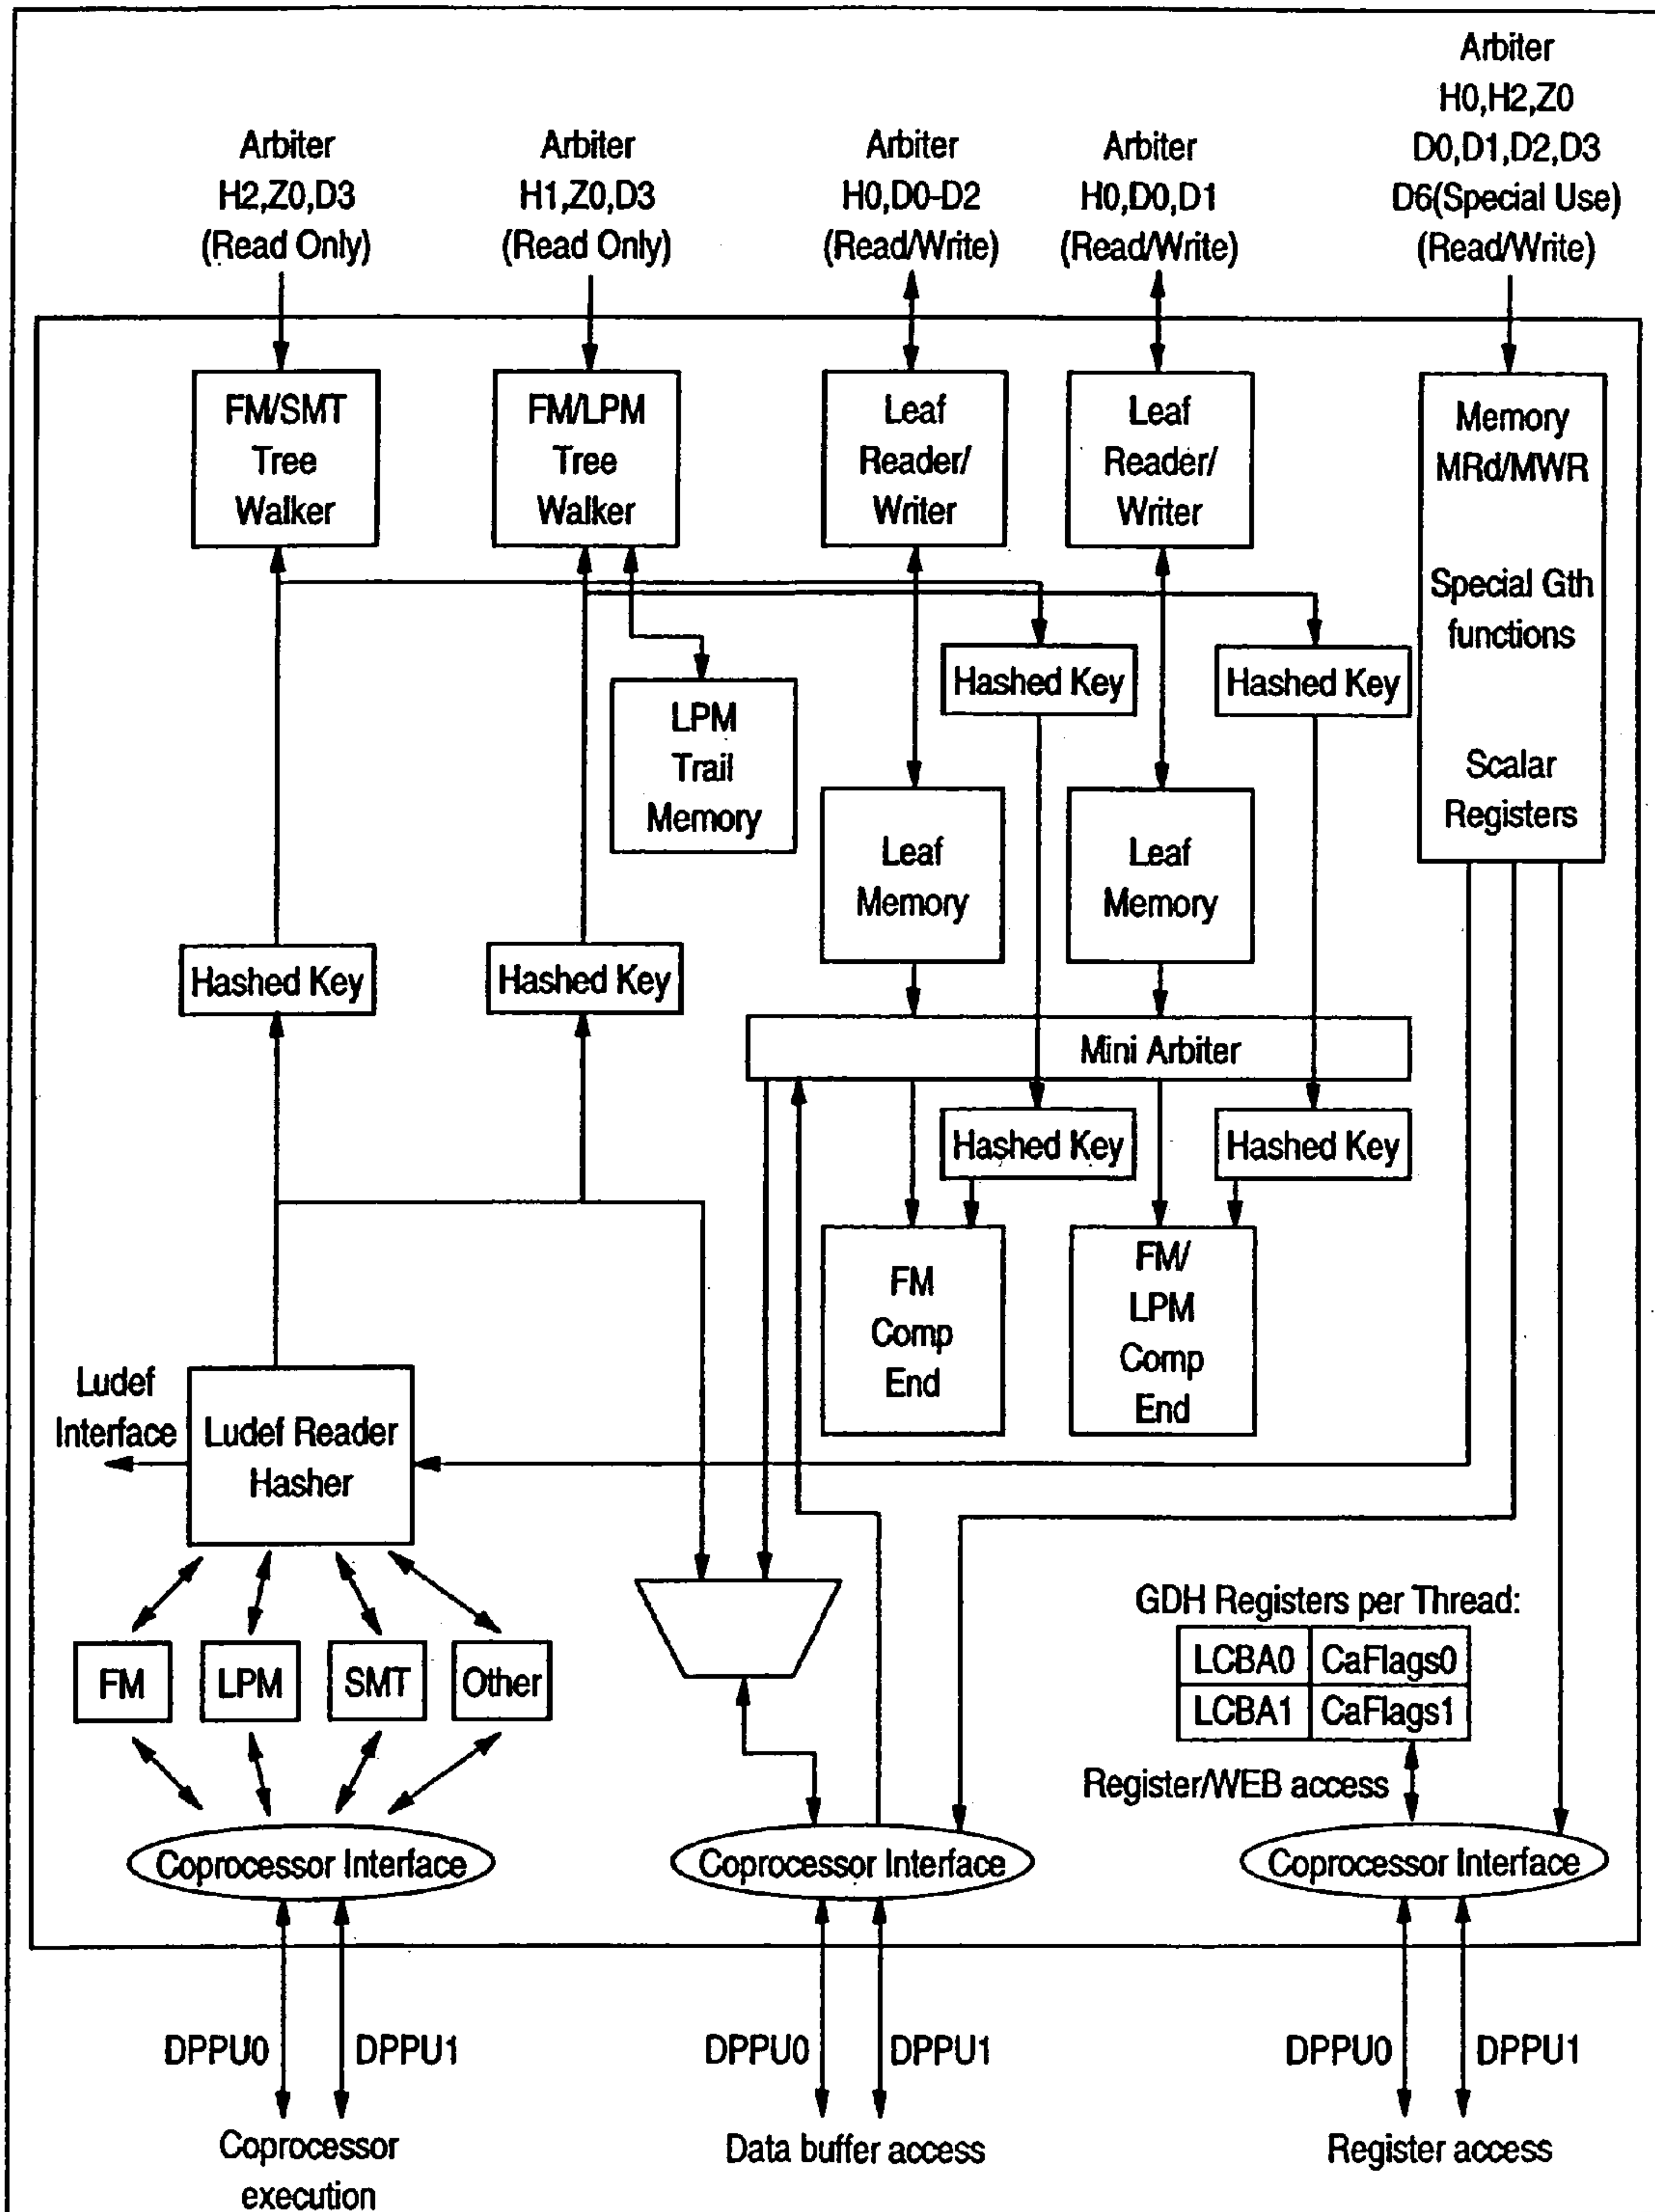 Arbiter
H2,Z0,D3
(Read Only)
Arbiter
H1,Z0,D3
(Read Only)
Arbiter
H0,D0-D2
(Read/Write)
Arbiter
H0,D0,D1
(Read/Write)
Arbiter
H0,H2,Z0
D0,D1,D2,D3
D6(Special Use)
(Read/Write)
FM/SMT
Tree
Walker
FM/LPM
Tree
Walker
Leaf
Reader/
Writer
Leaf
Reader/
Writer
Memory
MRd/MWR
Special Gth
functions
Scalar
Registers
Hashed Key
Hashed Key
LPM
Trail
Memory
Leaf
Memory
Leaf
Memory
Hashed Key
Hashed Key
Mini Arbiter
Hashed Key
Hashed Key
FM
Comp
End
FM/
LPM
Comp
End
Ludef
Interface
Ludef Reader
Hasher
FM
LPM
SMT
Other
GDH Registers per Thread:
LCBA0 CaFlags0
LCBA1 CaFlags1
Register/WEB access
Coprocessor Interface
Coprocessor Interface
Coprocessor Interface
DPPU0 DPPU1
DPPU0 DPPU1
DPPU0 DPPU1
Coprocessor
execution
Data buffer access
Register access